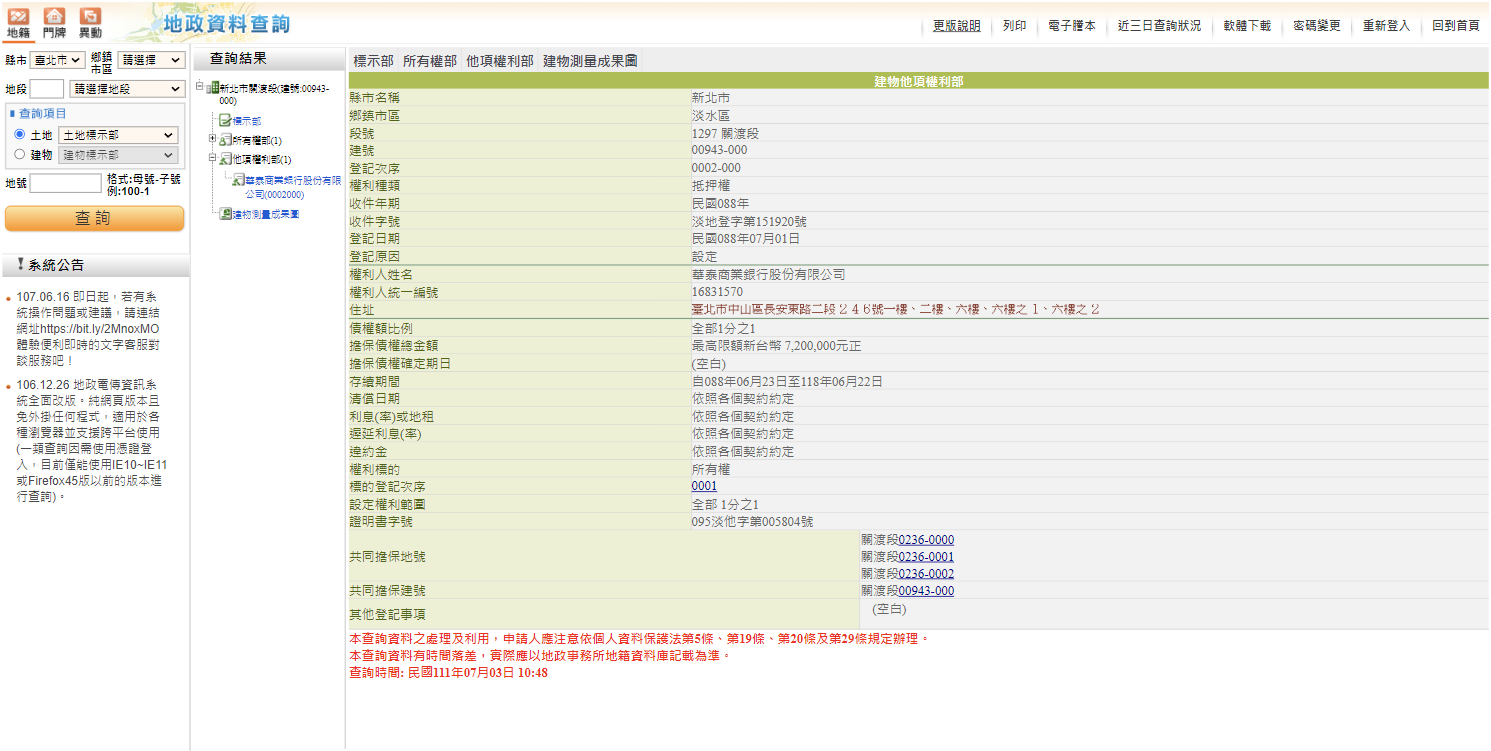 地籍 門牌 異動
地政資料查詢
更版說明 列印 電子謄本 近三日查詢狀況 軟體下載 密碼變更 重新登入 回到首頁
縣市 臺北市 鄉鎮市區 請選擇
地段 請選擇地段
查詢項目
土地 土地標示部
建物 建物標示部
地號 格式:母號-子號
例:100-1
查詢
系統公告
107.06.16 即日起，若有系
統操作問題或建議，請連結
網址https://bit.ly/2MnoxMO
體驗便利即時的文字客服對
談服務吧！
106.12.26 地政電傳資訊系
統全面改版。純網頁版本且
免外掛任何程式，適用於各
種瀏覽器並支援跨平台使用
(一類查詢因需使用憑證登
入，目前僅能使用IE10~IE11
或Firefox45版以前的版本進
行查詢)。
查詢結果
新北市關渡段(建號:00943-
000)
標示部
所有權部(1)
他項權利部(1)
華泰商業銀行股份有限
公司(0002000)
建物測量成果圖
標示部 所有權部 他項權利部 建物測量成果圖
建物他項權利部
縣市名稱 新北市
鄉鎮市區 淡水區
段號 1297 關渡段
建號 00943-000
登記次序 0002-000
權利種類 抵押權
收件年期 民國088年
收件字號 淡地登字第151920號
登記日期 民國088年07月01日
登記原因 設定
權利人姓名 華泰商業銀行股份有限公司
權利人統一編號 16831570
住址 臺北市中山區長安東路二段２４６號一樓、二樓、六樓、六樓之１、六樓之２
債權額比例 全部1分之1
擔保債權總金額 最高限額新台幣 7,200,000元正
擔保債權確定期日 (空白)
存續期間 自088年06月23日至118年06月22日
清償日期 依照各個契約約定
利息(率)或地租 依照各個契約約定
遲延利息(率) 依照各個契約約定
違約金 依照各個契約約定
權利標的 所有權
標的登記次序 0001
設定權利範圍 全部 1分之1
證明書字號 095淡他字第005804號
共同擔保地號 關渡段0236-0000
關渡段0236-0001
關渡段0236-0002
共同擔保建號 關渡段00943-000
其他登記事項 (空白)
本查詢資料之處理及利用，申請人應注意依個人資料保護法第5條、第19條、第20條及第29條規定辦理。
本查詢資料有時間落差，實際應以地政事務所地籍資料庫記載為準。
查詢時間: 民國111年07月03日 10:48